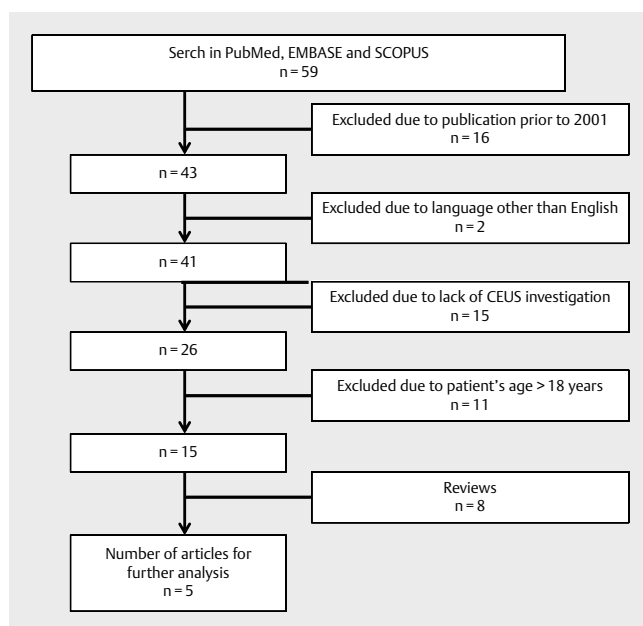 Serch in PubMed, EMBASE and SCOPUS
n = 59
Excluded due to publication prior to 2001
n = 16
n = 43
Excluded due to language other than English
n = 2
n = 41
Excluded due to lack of CEUS investigation
n = 15
n = 26
Excluded due to patient's age > 18 years
n = 11
n = 15
Reviews
n = 8
Number of articles for
further analysis
n = 5